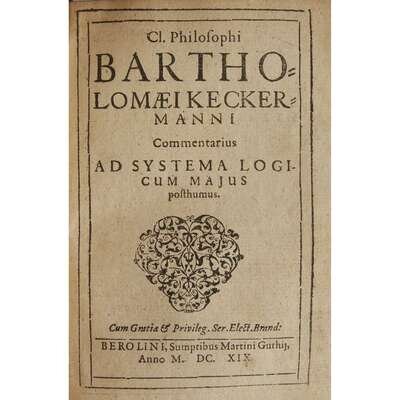 Cl. Philoſophi
BARTHO-
LOMÆI KECKER-
MANNI
Commentarius
AD SYSTEMA LOGI-
CUM MAJUS
poſthumus.
Cum Gratia & Privileg. Ser. Elect. Brand:
BEROLINI, Sumptibus Martini Guthij,
Anno M. DC. XIX.